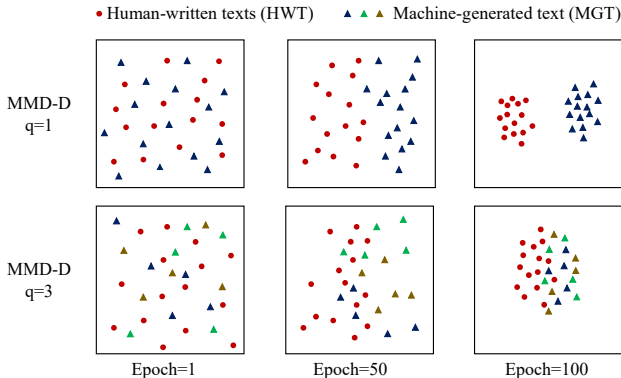 Human-written texts (HWT) Machine-generated text (MGT)
MMD-D
q=1
MMD-D
q=3
Epoch=1 Epoch=50 Epoch=100